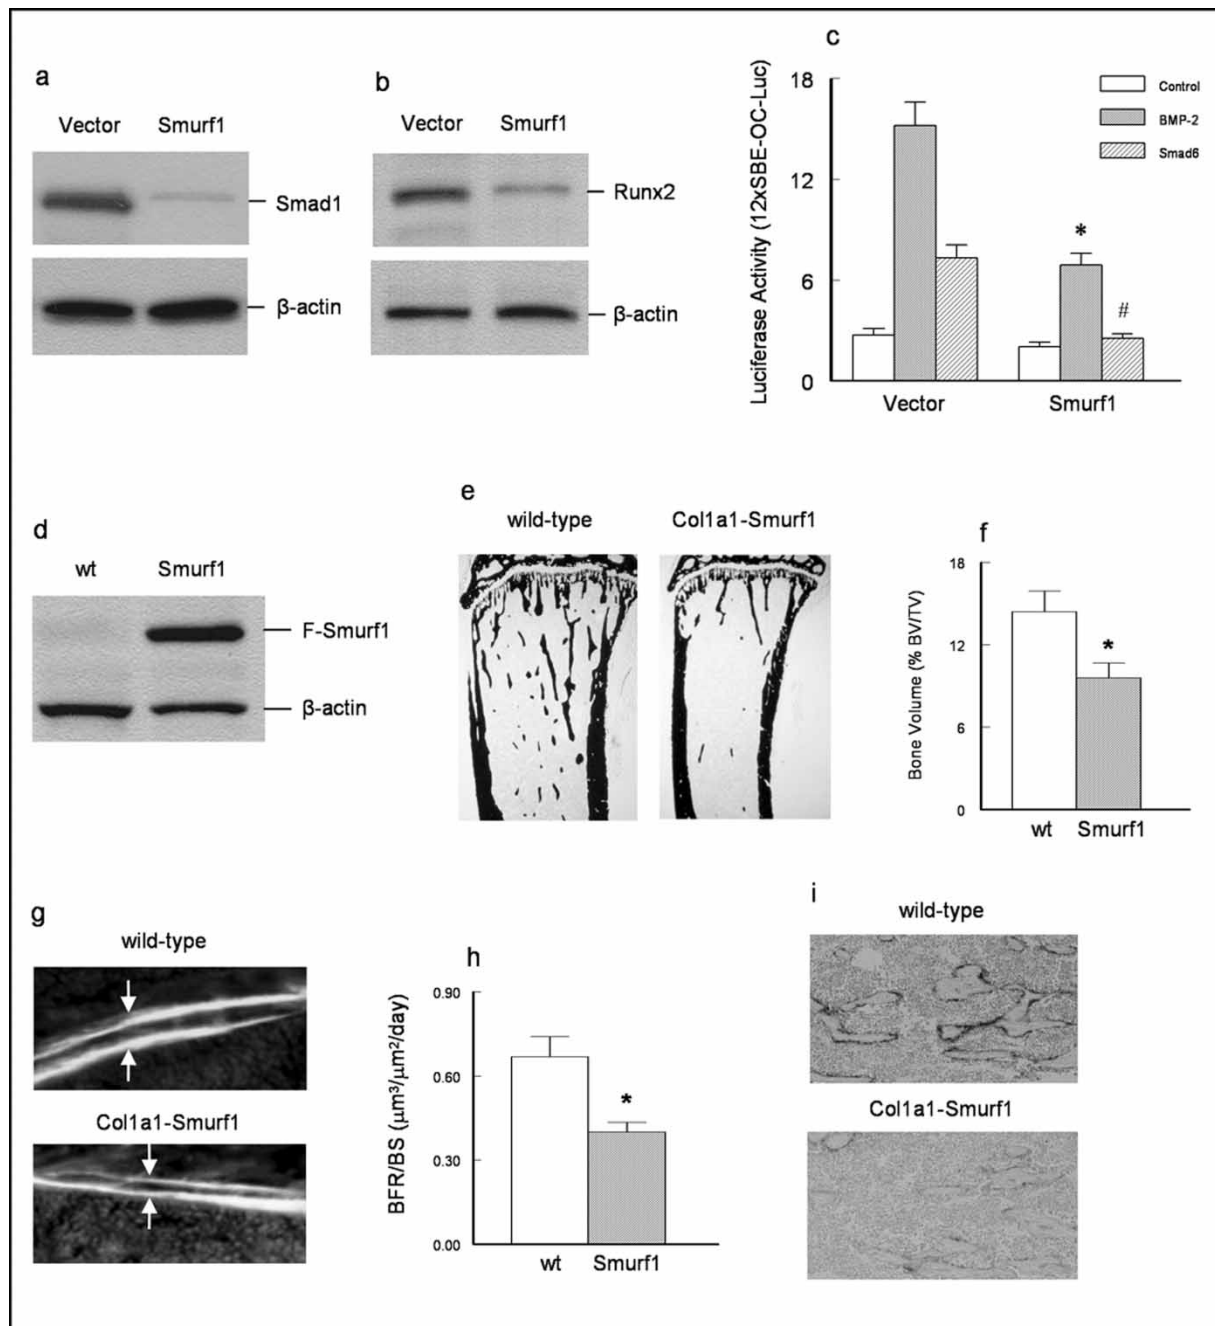 a
Vector Smurf1
Smad1
β-actin
b
Vector Smurf1
Runx2
β-actin
c
Luciferase Activity (12xSBE-OC-Luc)
18
12
6
0
Control
BMP-2
Smad6
*
#
Vector Smurf1
d
wt Smurf1
F-Smurf1
β-actin
e
wild-type Col1a1-Smurf1
f
Bone Volume (% BV/TV)
18
12
6
0
*
wt Smurf1
g
wild-type
Col1a1-Smurf1
h
BFR/BS (μm³/μm²/day)
0.90
0.60
0.30
0.00
*
wt Smurf1
i
wild-type
Col1a1-Smurf1